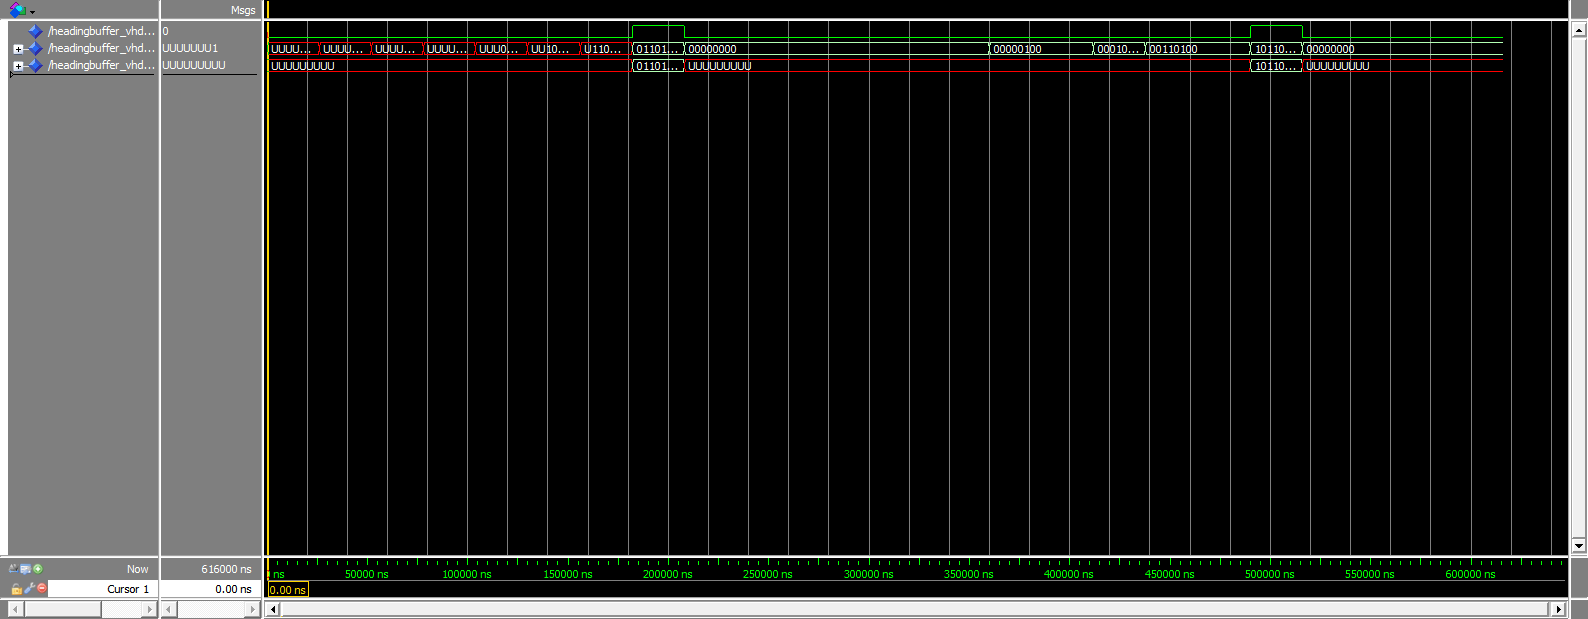 Msgs
/headingbuffer_vhd... 0
/headingbuffer_vhd... UUUUUUU1 UUUU... UUUU... UUUU... UUUU... UUU0... UU10... U110... 01101... 00000000 00000100 00010... 00110100 10110... 00000000
/headingbuffer_vhd... UUUUUUUUU UUUUUUUUU 01101... UUUUUUUUU 10110... UUUUUUUUU
Now 616000 ns ns 50000 ns 100000 ns 150000 ns 200000 ns 250000 ns 300000 ns 350000 ns 400000 ns 450000 ns 500000 ns 550000 ns 600000 ns
Cursor 1 0.00 ns 0.00 ns